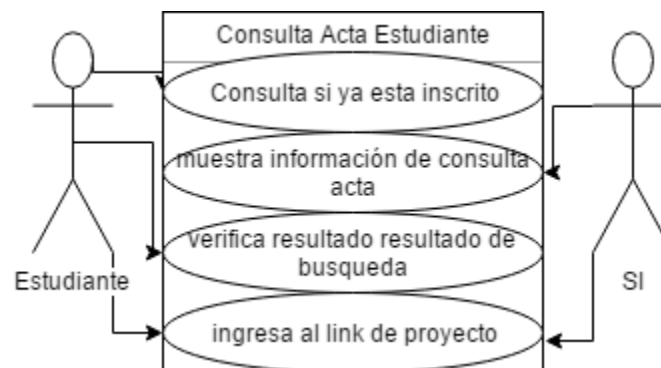 Consulta Acta Estudiante
Consulta si ya esta inscrito
muestra información de consulta
acta
verifica resultado resultado de
busqueda
Estudiante
SI
ingresa al link de proyecto